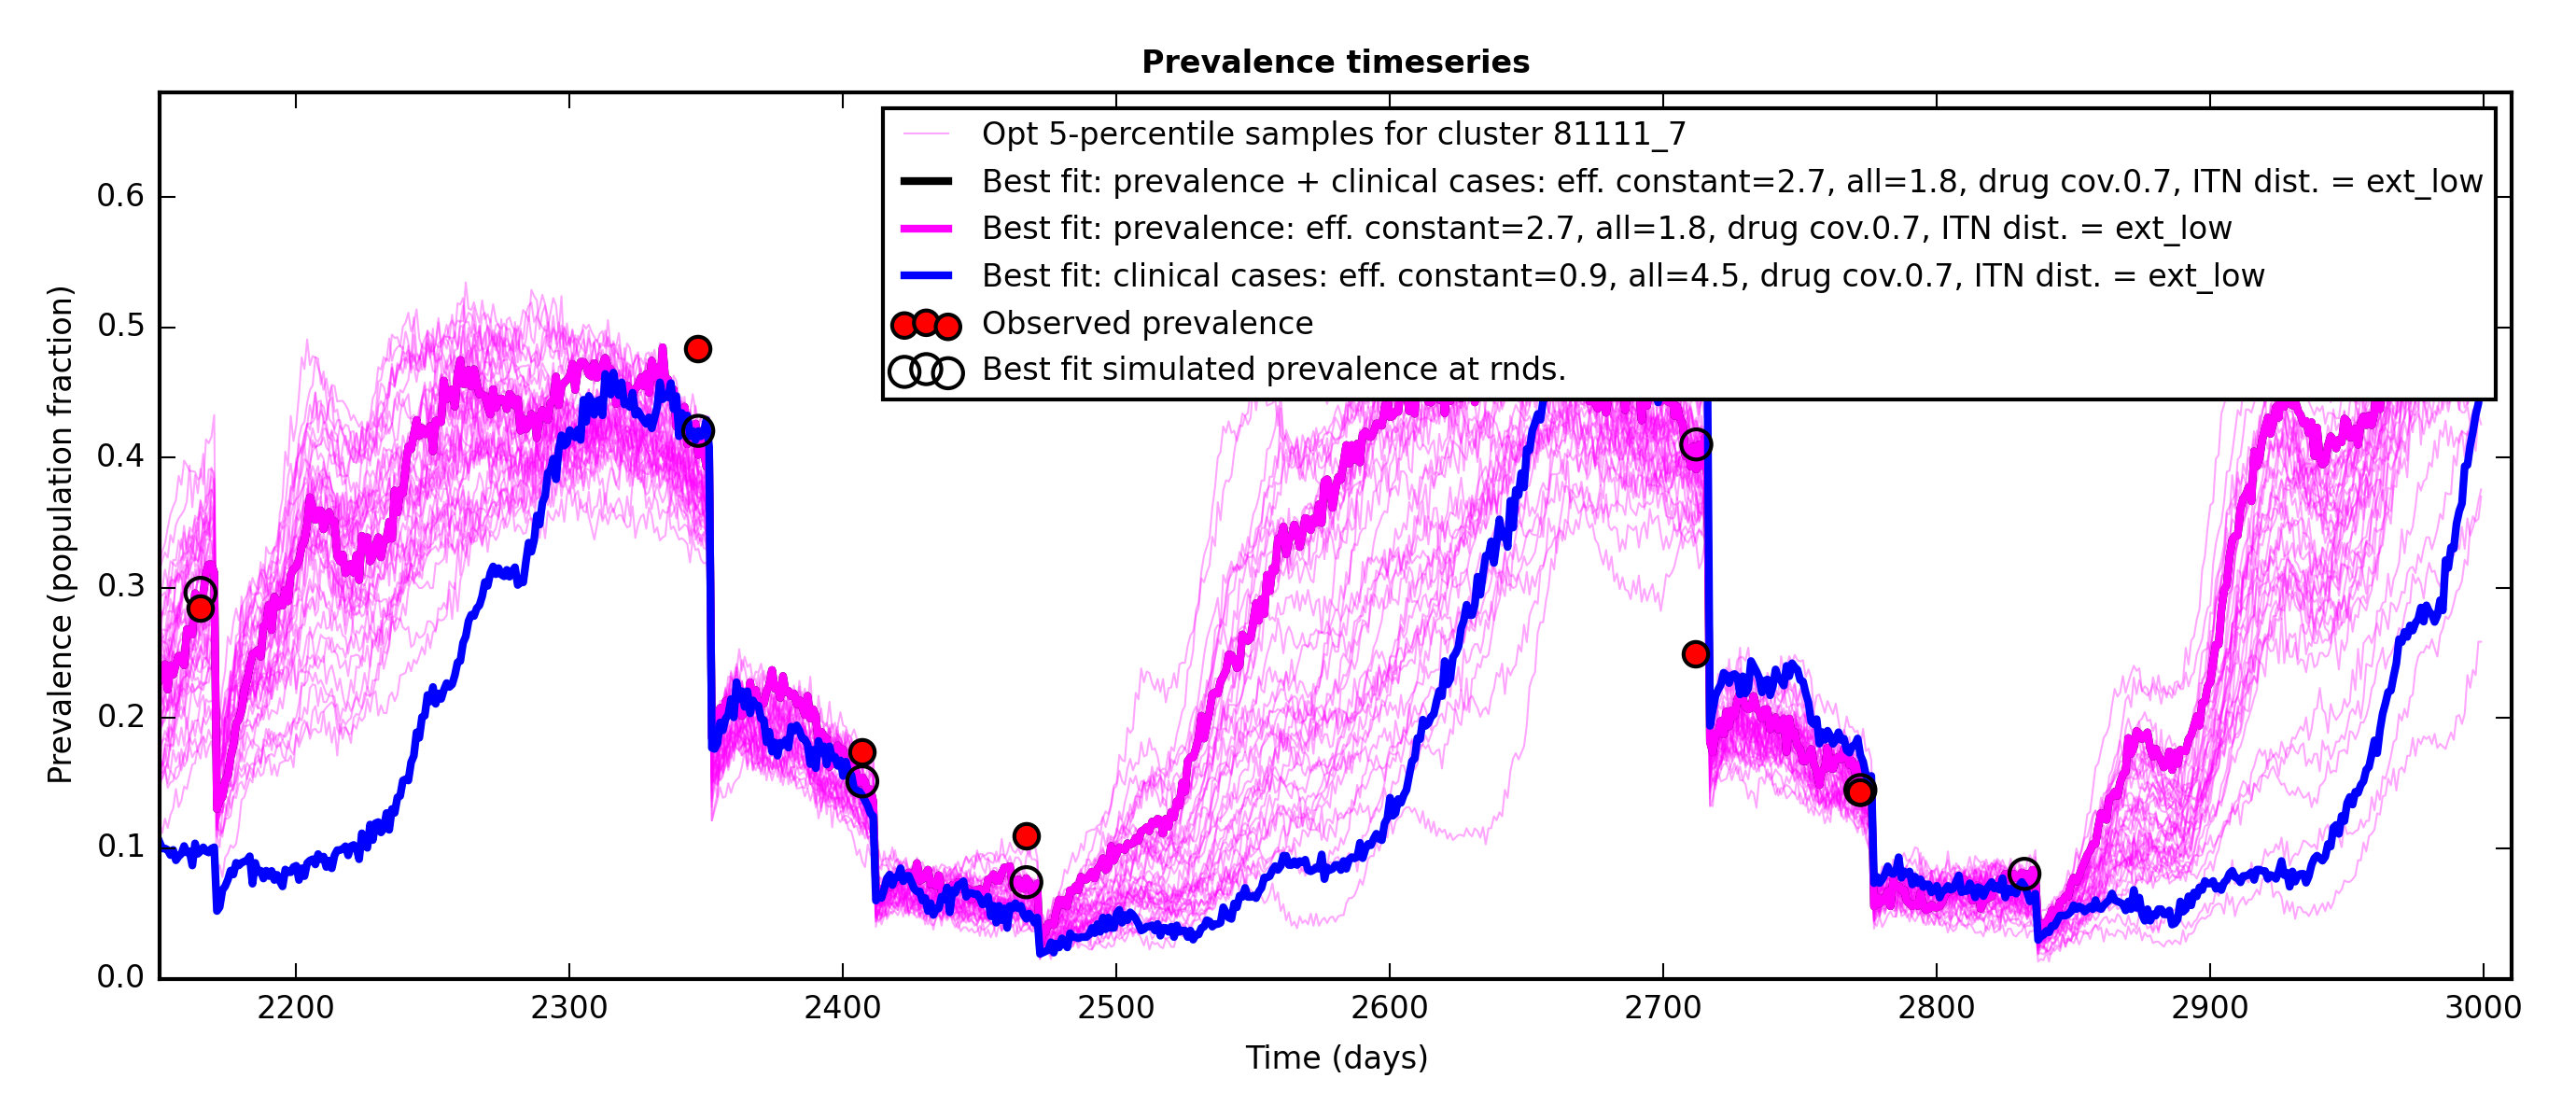 Prevalence timeseries
Opt 5-percentile samples for cluster 81111_7
Best fit: prevalence + clinical cases: eff. constant=2.7, all=1.8, drug cov.0.7, ITN dist. = ext_low
Best fit: prevalence: eff. constant=2.7, all=1.8, drug cov.0.7, ITN dist. = ext_low
Best fit: clinical cases: eff. constant=0.9, all=4.5, drug cov.0.7, ITN dist. = ext_low
Observed prevalence
Best fit simulated prevalence at rnds.
Prevalence (population fraction)
0.6
0.5
0.4
0.3
0.2
0.1
0.0
2200 2300 2400 2500 2600 2700 2800 2900 3000
Time (days)